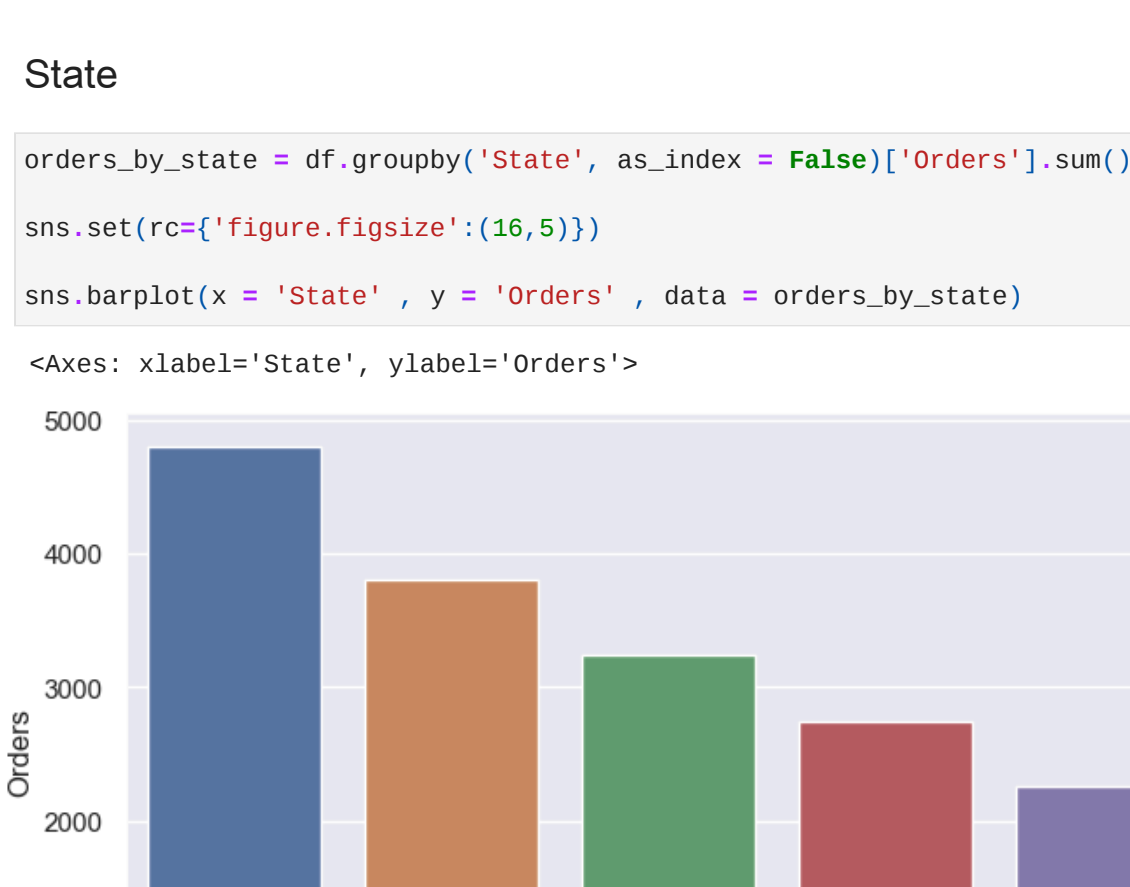 State
orders_by_state = df.groupby('State', as_index = False)['Orders'].sum()
sns.set(rc={'figure.figsize':(16,5)})
sns.barplot(x = 'State' , y = 'Orders' , data = orders_by_state)
<Axes: xlabel='State', ylabel='Orders'>
5000
4000
3000
Orders
2000